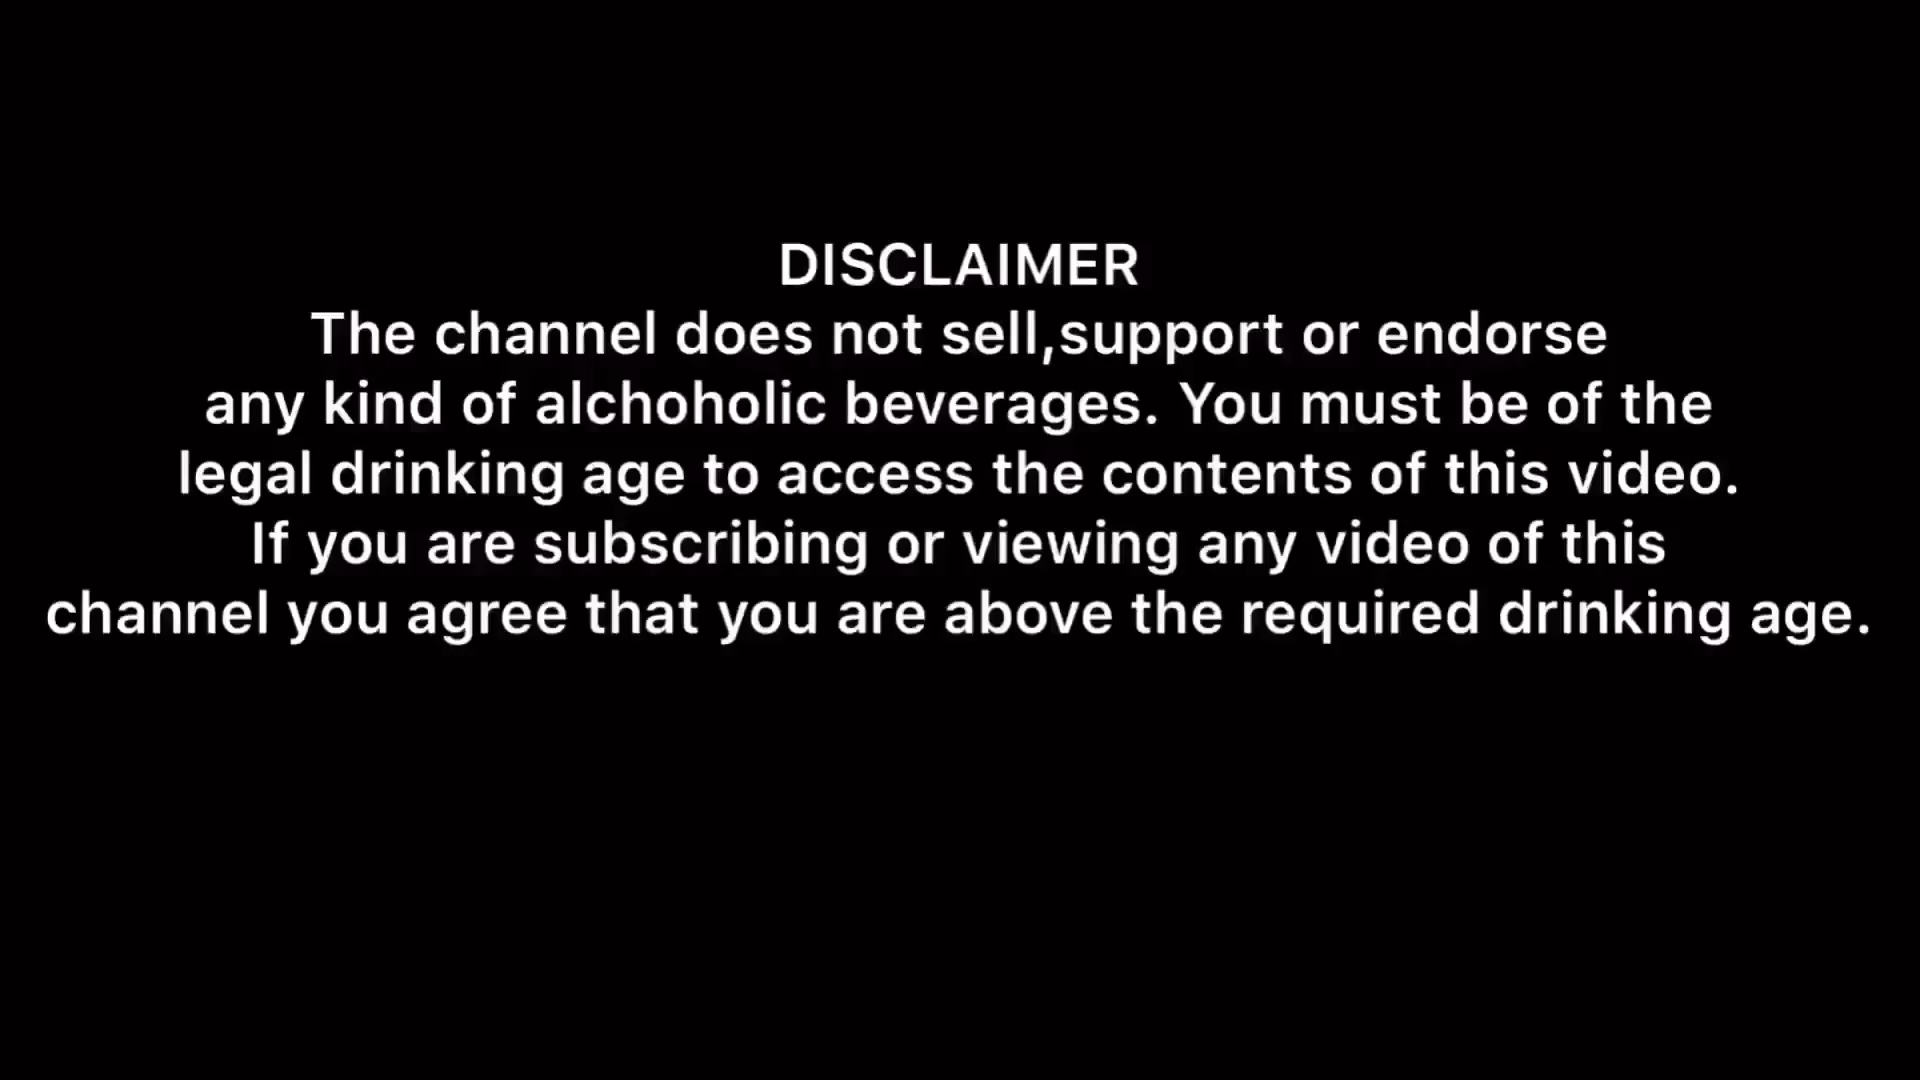 DISCLAIMER
The channel does not sell,support or endorse
any kind of alchoholic beverages. You must be of the
legal drinking age to access the contents of this video.
If you are subscribing or viewing any video of this
channel you agree that you are above the required drinking age.